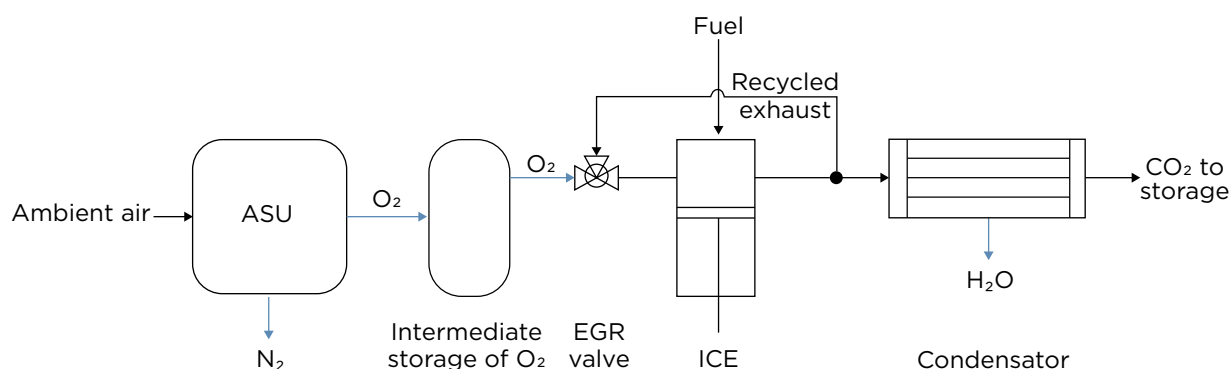 Fuel
Recycled
exhaust
O₂
CO₂ to
storage
Ambient air
ASU
O₂
H₂O
Intermediate
storage of O₂
EGR
valve
N₂
ICE
Condensator